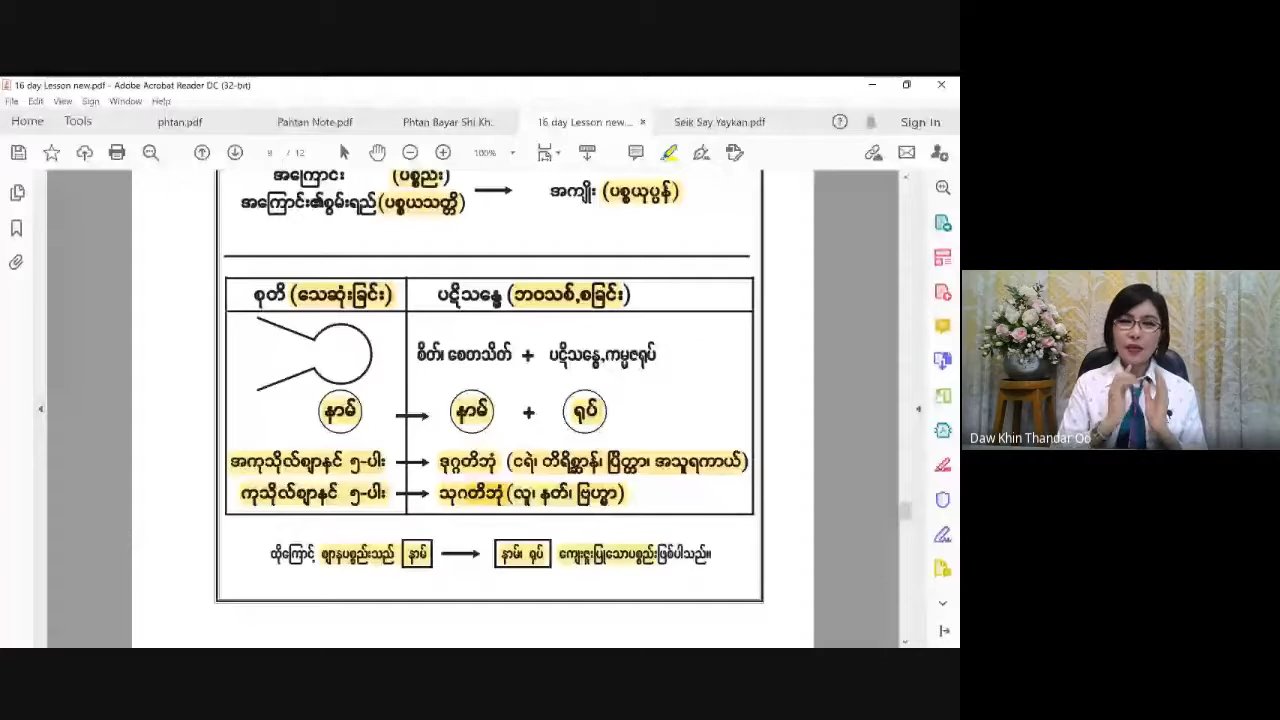 16 day Lesson new.pdf - Adobe Acrobat Reader DC (32-bit)
File Edit View Sign Window Help
Home Tools phtan.pdf Pahtan Note.pdf Phtan Bayar Shi Kh. 16 day Lesson new... × Seik Say Yaykan.pdf Sign In
8 / 12 100%
အကြောင်း (ပစ္စည်း)
အကြောင်း၏စွမ်းရည်(ပစ္စယသတ္တိ) → အကျိုး (ပစ္စယုပ္ပန်)
စုတိ (သေဆုံးခြင်း) ပဋိသန္ဓေ (ဘဝသစ်,စခြင်း)
စိတ်၊ စေတသိတ် + ပဋိသန္ဓေ,ကမ္မဇရုပ်
နာမ် → နာမ် + ရုပ်
အကုသိုလ်ဈာနင် ၅-ပါး → ဒုဂ္ဂတိဘုံ (ငရဲ၊ တိရိစ္ဆာန်၊ ပြိတ္တာ၊ အသူရကာယ်)
ကုသိုလ်ဈာနင် ၅-ပါး → သုဂတိဘုံ (လူ၊ နတ်၊ ဗြဟ္မာ)
ထို့ကြောင့် ဈာနပစ္စည်းသည် နာမ် → နာမ်၊ ရုပ် ကျေးဇူးပြုသောပစ္စည်းဖြစ်ပါသည်။
Daw Khin Thandar Oo